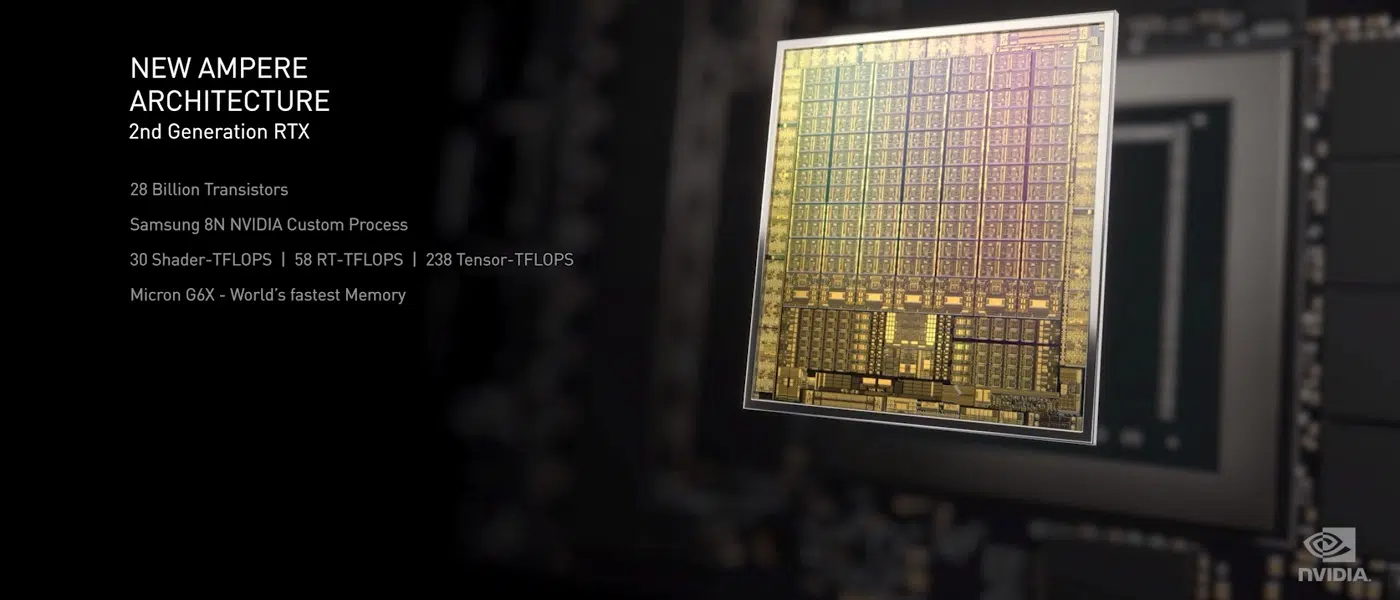 NEW AMPERE
ARCHITECTURE
2nd Generation RTX
28 Billion Transistors
Samsung 8N NVIDIA Custom Process
30 Shader-TFLOPS | 58 RT-TFLOPS | 238 Tensor-TFLOPS
Micron G6X - World's fastest Memory
NVIDIA.